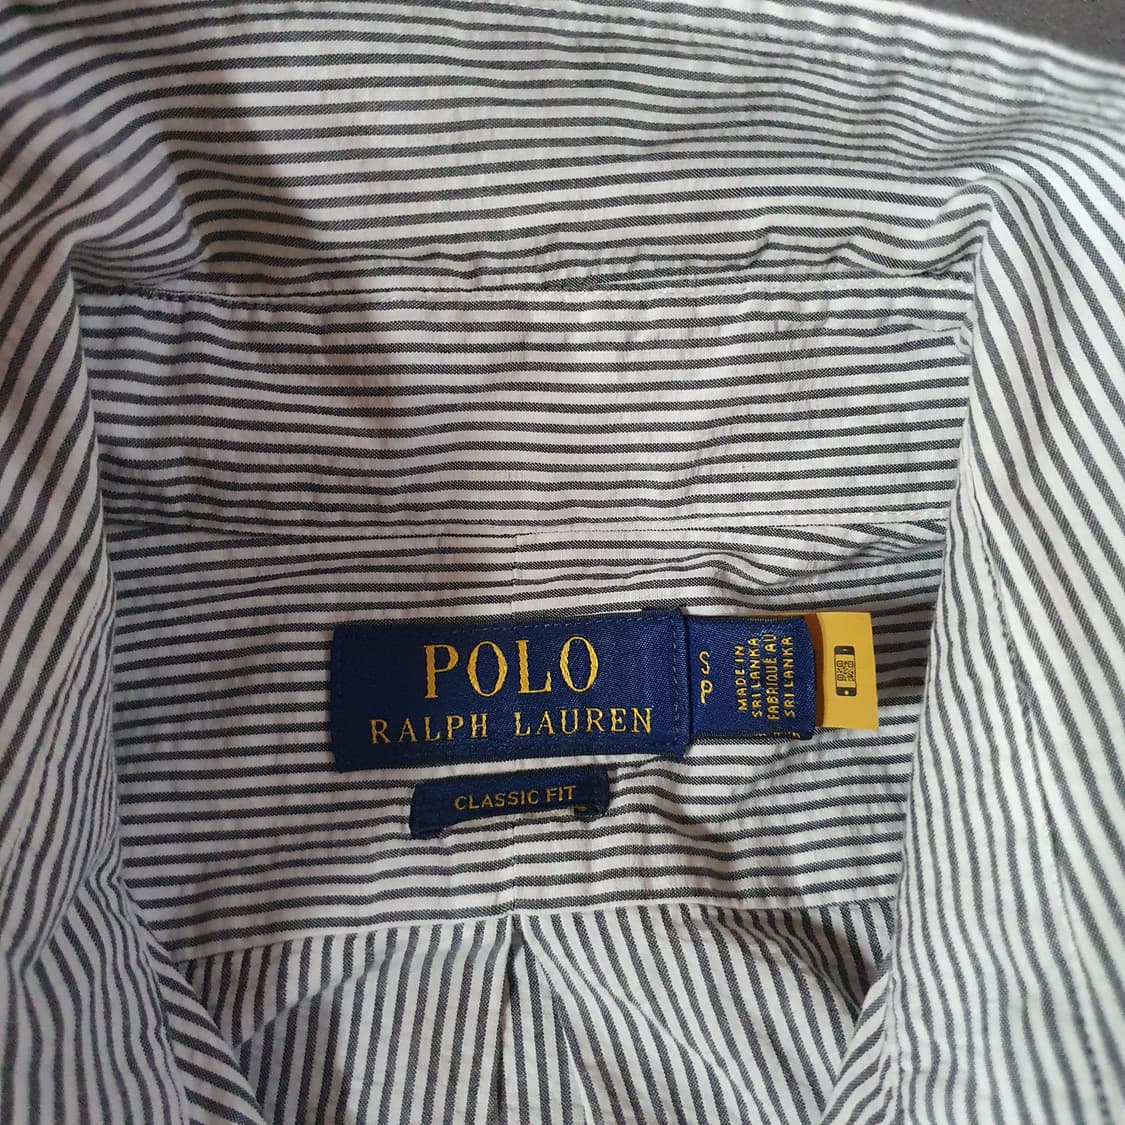 POLO
RALPH LAUREN
CLASSIC FIT
MADE IN
SRI LANKA
FABRIQUÉ AU
SRI LANKA